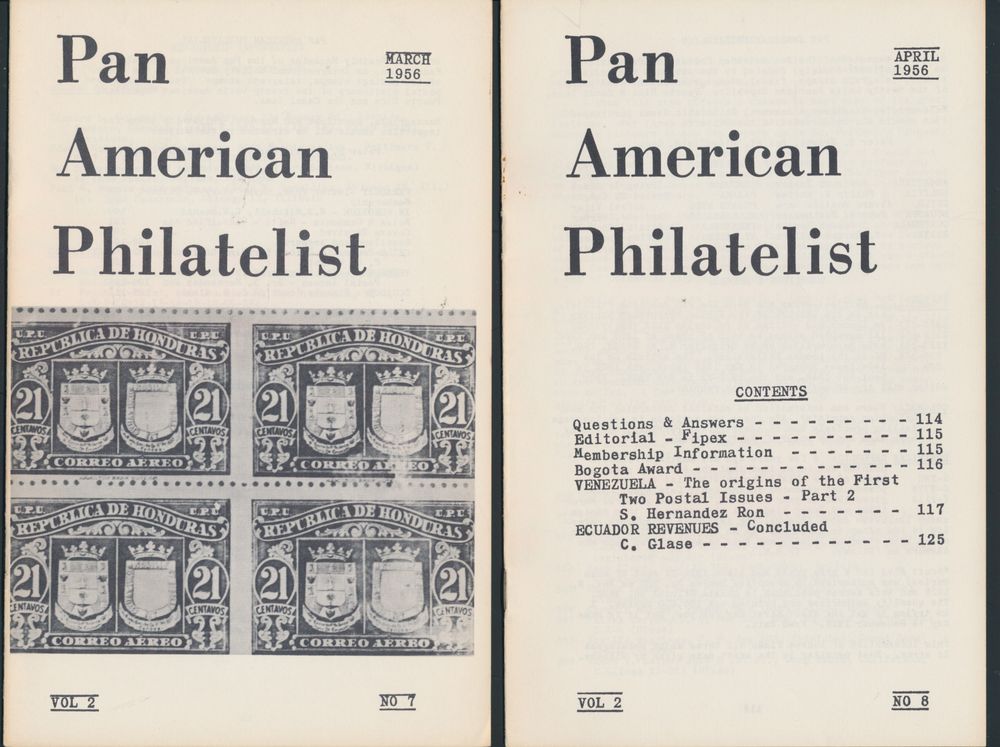 Pan
MARCH
1956
American
Philatelist
U.P.U U.P.U
REPUBLICA DE HONDURAS
21 21
CENTAVOS CENTAVOS
CORREO AÉREO
U.P.U U.P.U
REPUBLICA DE HONDURAS
21 21
CENTAVOS CENTAVOS
CORREO AÉREO
U.P.U U.P.U
REPUBLICA DE HONDURAS
21 21
CENTAVOS CENTAVOS
CORREO AÉREO
U.P.U U.P.U
REPUBLICA DE HONDURAS
21 21
CENTAVOS CENTAVOS
CORREO AÉREO
VOL 2 NO 7
Pan
APRIL
1956
American
Philatelist
CONTENTS
Questions & Answers - - - - - - - - - - 114
Editorial - Fipex - - - - - - - - - - - 115
Membership Information - - - - - - - - 115
Bogota Award - - - - - - - - - - - - - 116
VENEZUELA - The origins of the First
Two Postal Issues - Part 2
S. Hernandez Ron - - - - - - - 117
ECUADOR REVENUES - Concluded
C. Glase - - - - - - - - - - - - 125
VOL 2 NO 8